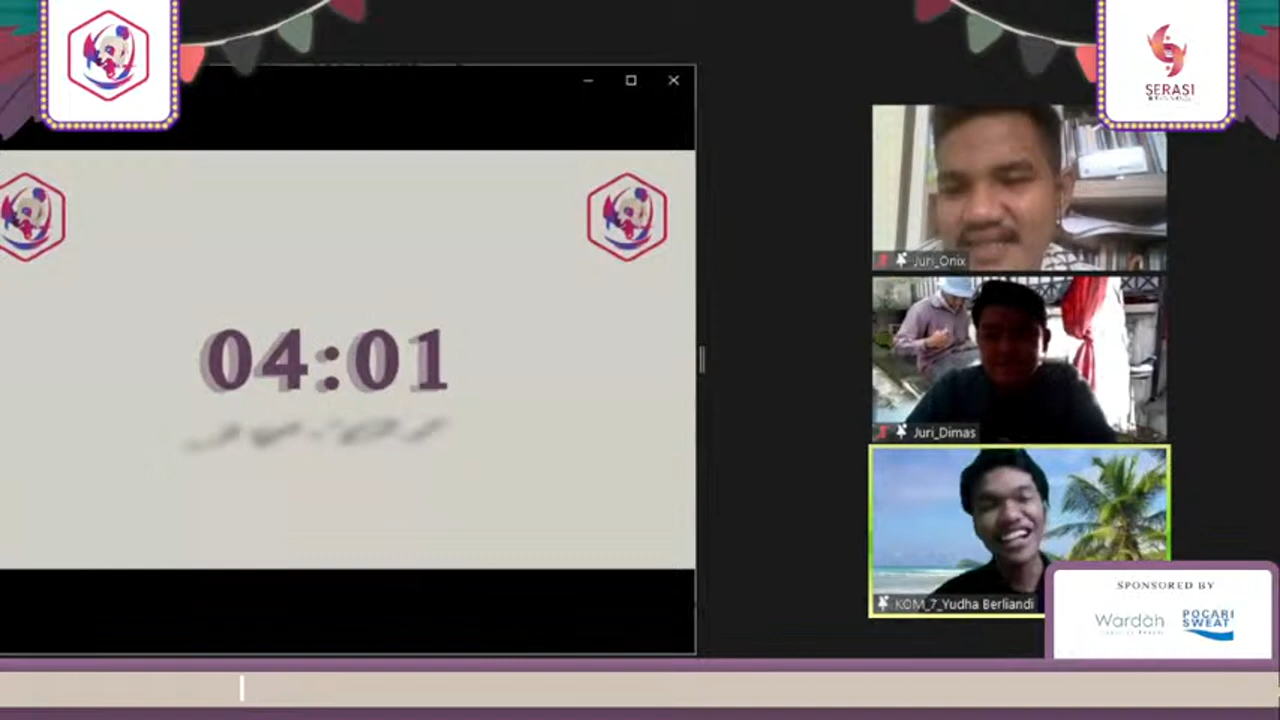 SERASI
04:01
Juri_Onix
Juri_Dimas
KOM_7_Yudha Berliandi
SPONSORED BY
Wardah
POCARI
SWEAT